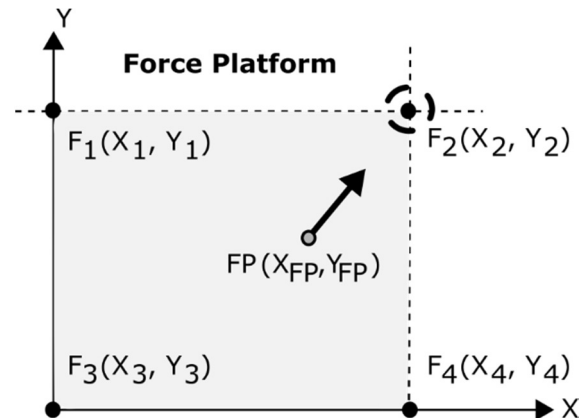 Y
Force Platform
F1(X1, Y1)
F2(X2, Y2)
FP(XFP,YFP)
F3(X3, Y3)
F4(X4, Y4)
X